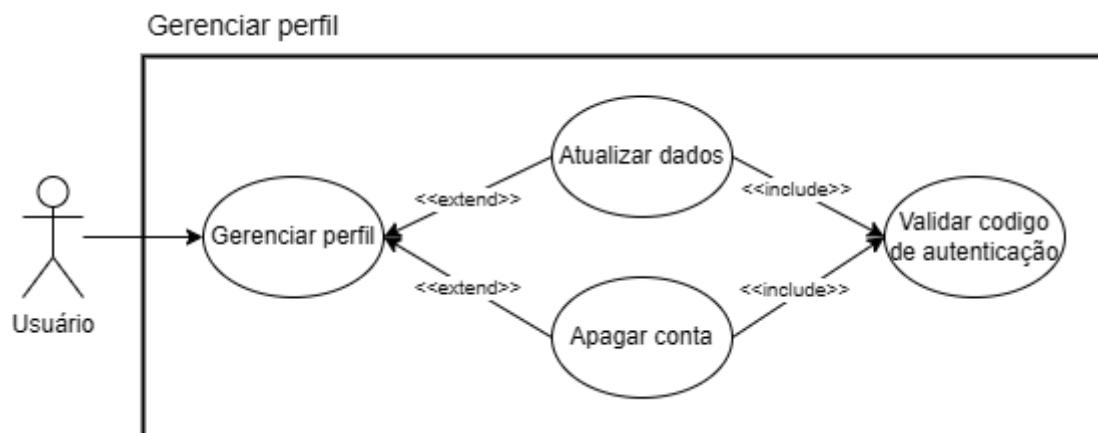 Gerenciar perfil
Atualizar dados
<<extend>>
<<include>>
Gerenciar perfil
Validar codigo
de autenticação
<<extend>>
<<include>>
Usuário
Apagar conta